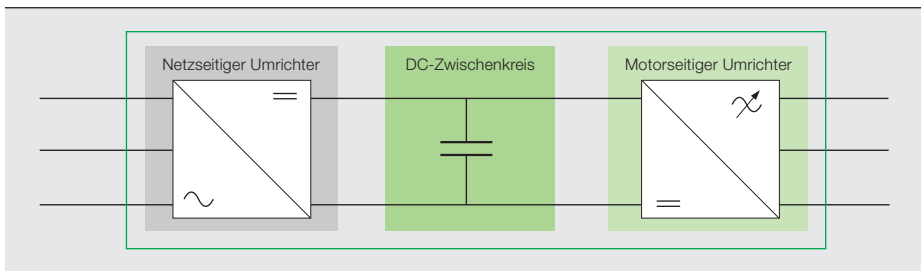 Netzseitiger Umrichter
DC-Zwischenkreis
Motorseitiger Umrichter